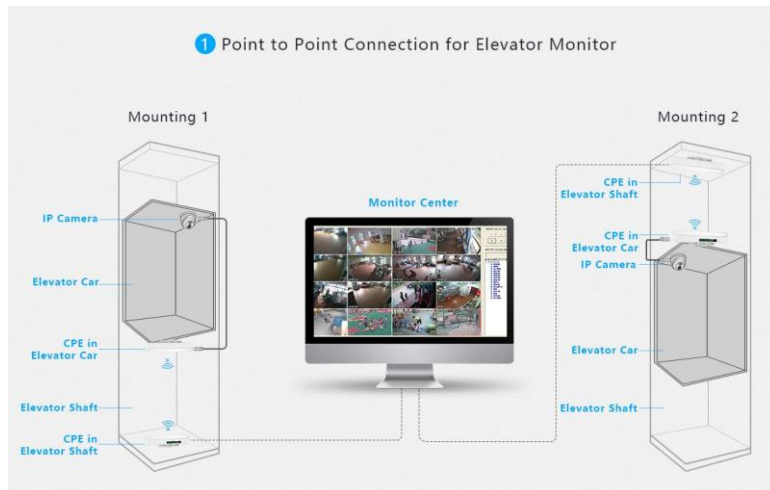 1 Point to Point Connection for Elevator Monitor
Mounting 1
IP Camera
Elevator Car
CPE in
Elevator Car
Elevator Shaft
CPE in
Elevator Shaft
Monitor Center
Mounting 2
CPE in
Elevator Shaft
CPE in
Elevator Car
IP Camera
Elevator Car
Elevator Shaft